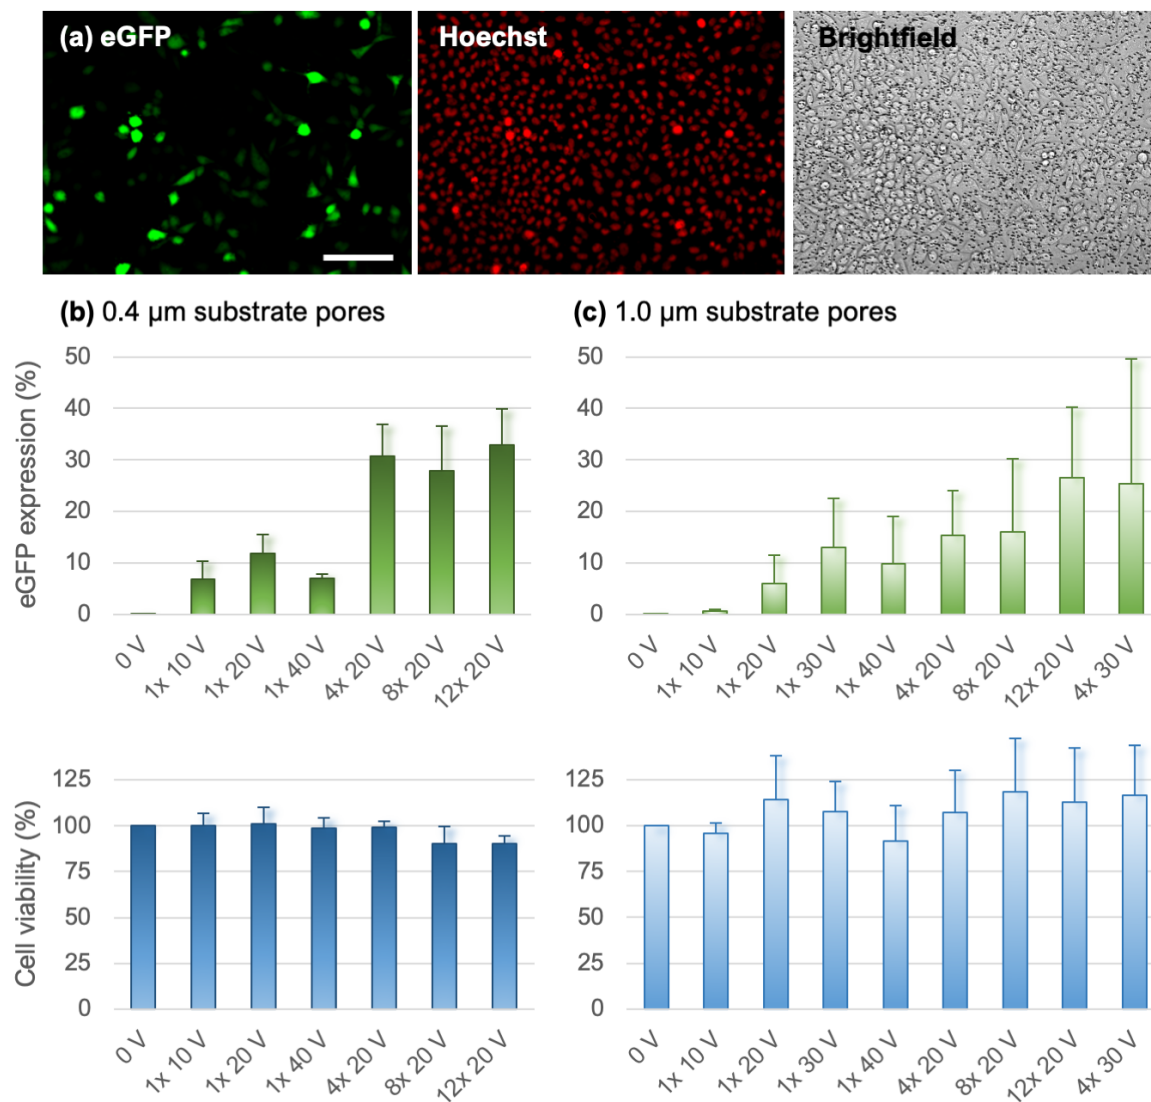 (a) eGFP
Hoechst
Brightfield
(b) 0.4 µm substrate pores
eGFP expression (%)
50
40
30
20
10
0
0 V
1x 10 V
1x 20 V
1x 40 V
4x 20 V
8x 20 V
12x 20 V
(c) 1.0 µm substrate pores
50
40
30
20
10
0
0 V
1x 10 V
1x 20 V
1x 30 V
1x 40 V
4x 20 V
8x 20 V
12x 20 V
4x 30 V
Cell viability (%)
125
100
75
50
25
0
0 V
1x 10 V
1x 20 V
1x 40 V
4x 20 V
8x 20 V
12x 20 V
125
100
75
50
25
0
0 V
1x 10 V
1x 20 V
1x 30 V
1x 40 V
4x 20 V
8x 20 V
12x 20 V
4x 30 V